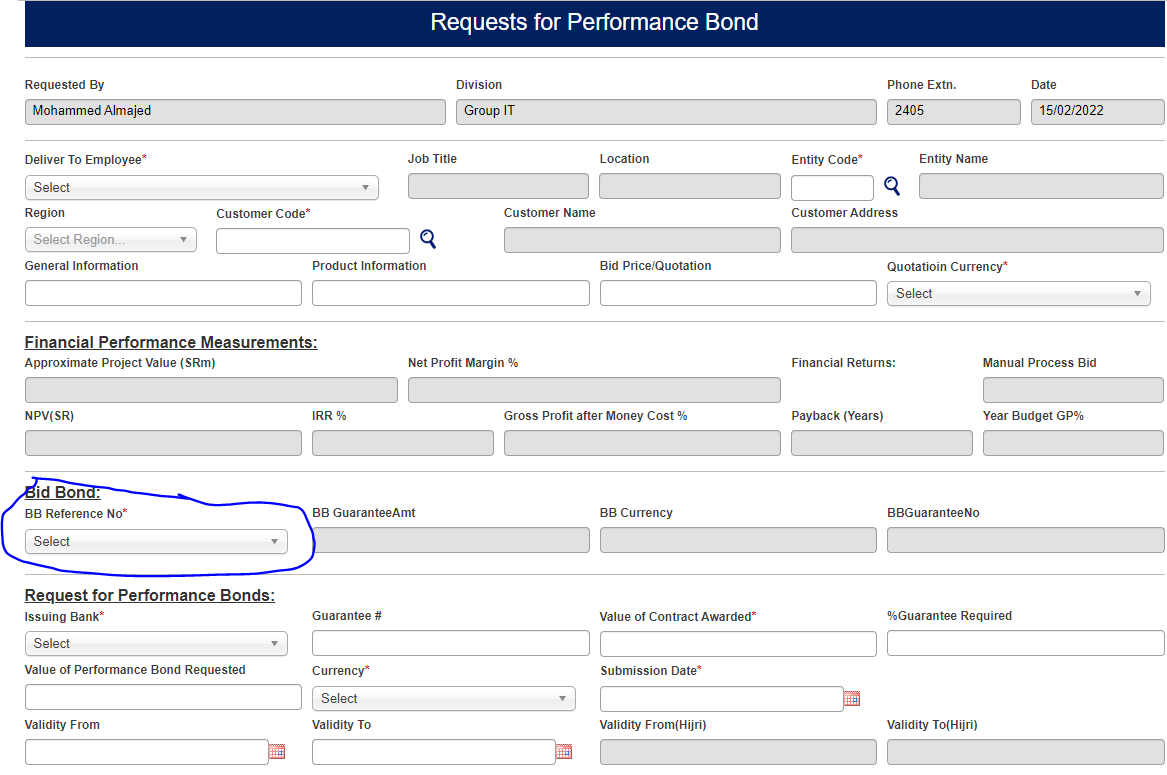 Requests for Performance Bond
Requested By Division Phone Extn. Date
Mohammed Almajed Group IT 2405 15/02/2022
Deliver To Employee* Job Title Location Entity Code* Entity Name
Select
Region Customer Code* Customer Name Customer Address
Select Region...
General Information Product Information Bid Price/Quotation Quotatioin Currency*
Select
Financial Performance Measurements:
Approximate Project Value (SRm) Net Profit Margin % Financial Returns: Manual Process Bid
NPV(SR) IRR % Gross Profit after Money Cost % Payback (Years) Year Budget GP%
Bid Bond:
BB Reference No* BB GuaranteeAmt BB Currency BBGuaranteeNo
Select
Request for Performance Bonds:
Issuing Bank* Guarantee # Value of Contract Awarded* %Guarantee Required
Select
Value of Performance Bond Requested Currency* Submission Date*
Select
Validity From Validity To Validity From(Hijri) Validity To(Hijri)